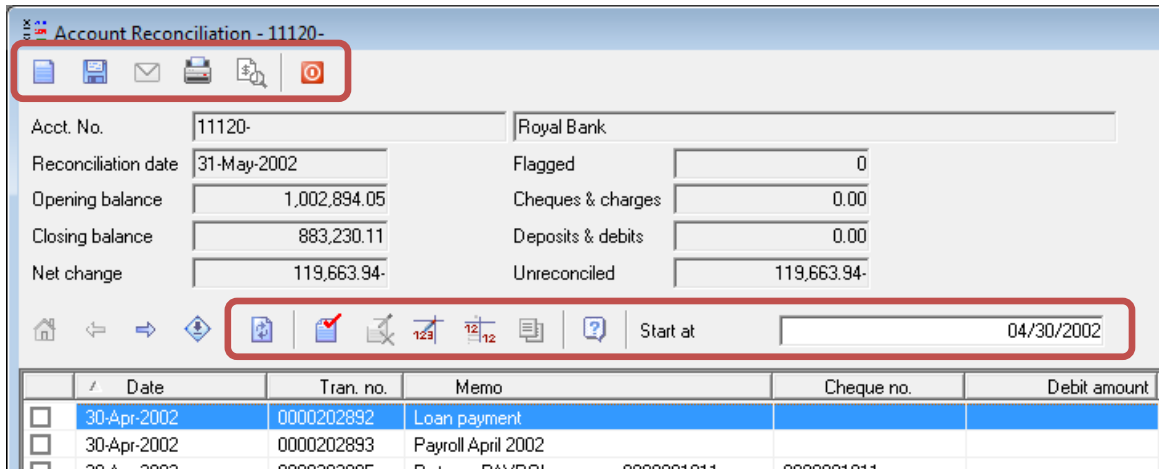 Account Reconciliation - 11120-
Acct. No. 11120- Royal Bank
Reconciliation date 31-May-2002 Flagged 0
Opening balance 1,002,894.05 Cheques & charges 0.00
Closing balance 883,230.11 Deposits & debits 0.00
Net change 119,663.94- Unreconciled 119,663.94-
123 12 12 Start at 04/30/2002
Date Tran. no. Memo Cheque no. Debit amount
30-Apr-2002 0000202892 Loan payment
30-Apr-2002 0000202893 Payroll April 2002